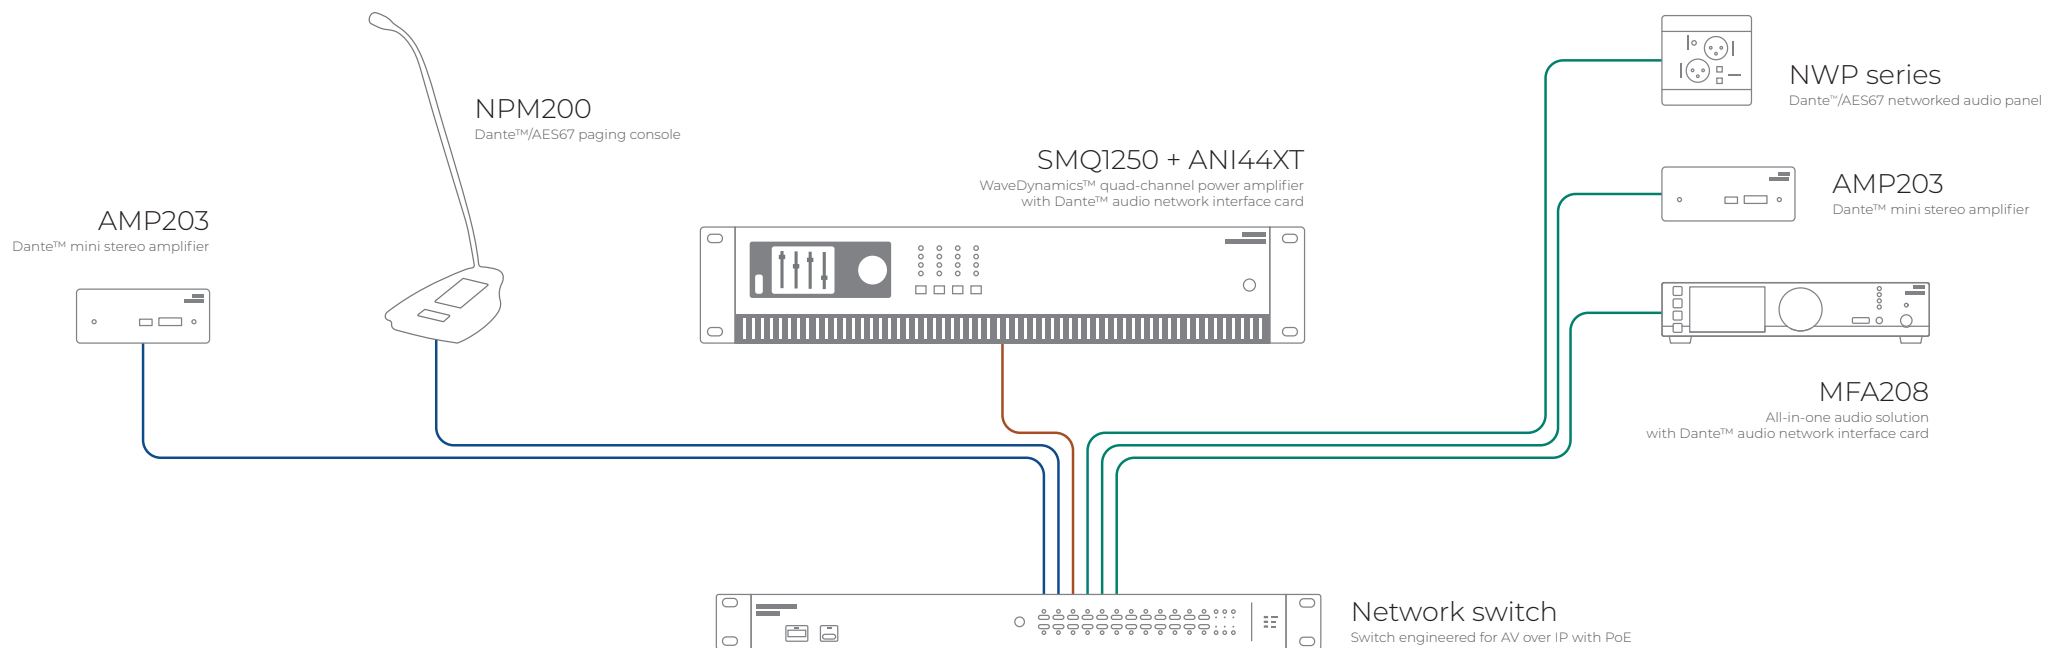 NWP series
Dante™/AES67 networked audio panel
NPM200
Dante™/AES67 paging console
SMQ1250 + ANI44XT
WaveDynamics™ quad-channel power amplifier
with Dante™ audio network interface card
AMP203
Dante™ mini stereo amplifier
AMP203
Dante™ mini stereo amplifier
MFA208
All-in-one audio solution
with Dante™ audio network interface card
Network switch
Switch engineered for AV over IP with PoE